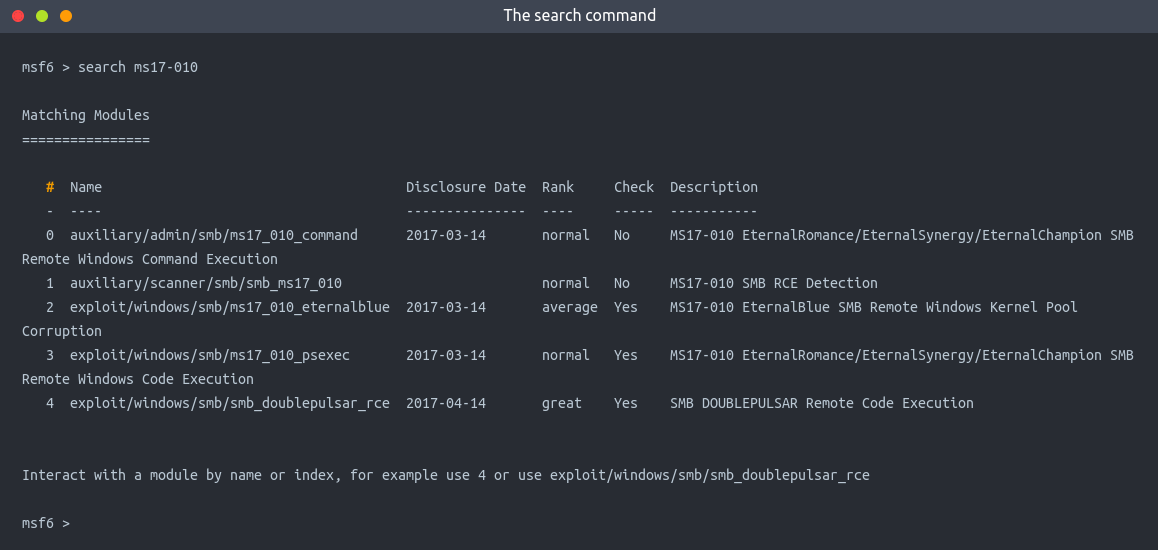 The search command
msf6 > search ms17-010
Matching Modules
================
#  Name                                      Disclosure Date  Rank     Check  Description
-  ----                                      ---------------  ----     -----  -----------
0  auxiliary/admin/smb/ms17_010_command      2017-03-14       normal   No     MS17-010 EternalRomance/EternalSynergy/EternalChampion SMB
Remote Windows Command Execution
1  auxiliary/scanner/smb/smb_ms17_010                         normal   No     MS17-010 SMB RCE Detection
2  exploit/windows/smb/ms17_010_eternalblue  2017-03-14       average  Yes    MS17-010 EternalBlue SMB Remote Windows Kernel Pool
Corruption
3  exploit/windows/smb/ms17_010_psexec       2017-03-14       normal   Yes    MS17-010 EternalRomance/EternalSynergy/EternalChampion SMB
Remote Windows Code Execution
4  exploit/windows/smb/smb_doublepulsar_rce  2017-04-14       great    Yes    SMB DOUBLEPULSAR Remote Code Execution
Interact with a module by name or index, for example use 4 or use exploit/windows/smb/smb_doublepulsar_rce
msf6 >